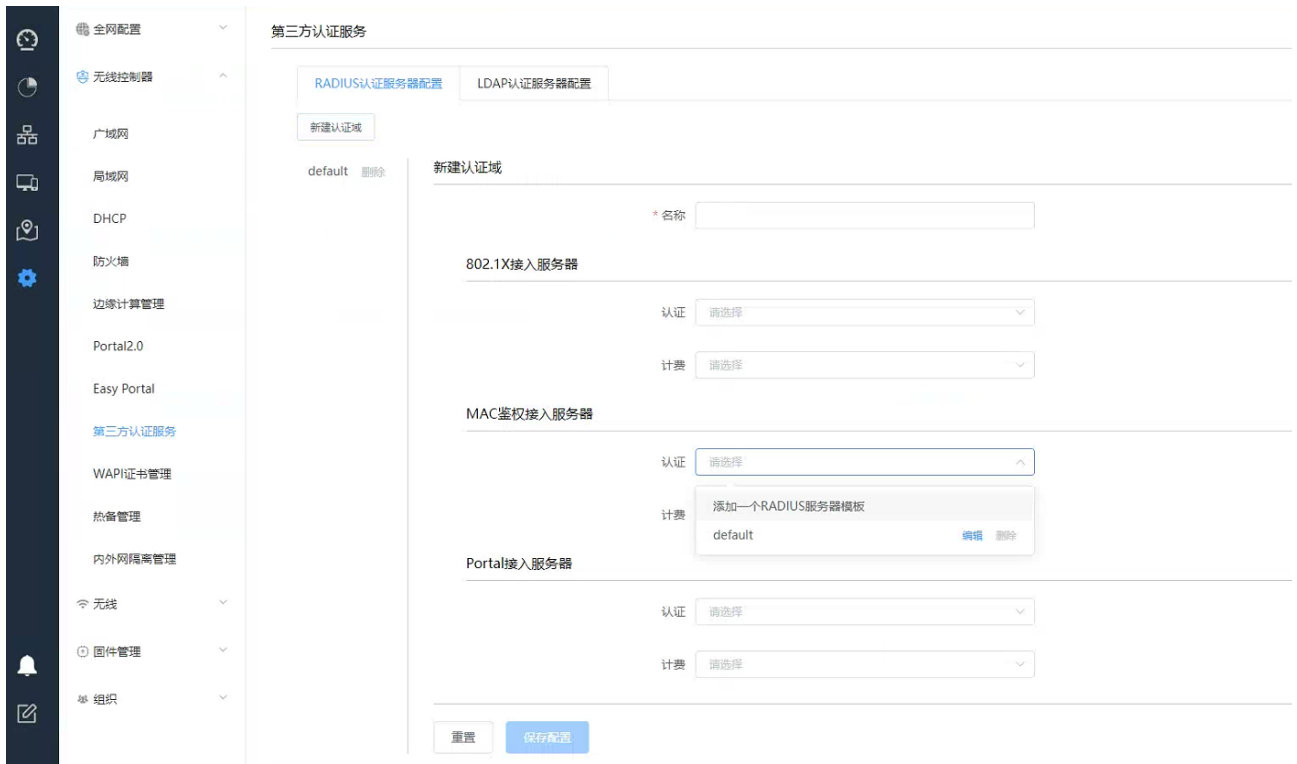 全网配置
无线控制器
广域网
局域网
DHCP
防火墙
边缘计算管理
Portal2.0
Easy Portal
第三方认证服务
WAPI证书管理
热备管理
内外网隔离管理
无线
固件管理
组织
第三方认证服务
RADIUS认证服务器配置 LDAP认证服务器配置
新建认证域
default 删除
新建认证域
* 名称
802.1X接入服务器
认证 请选择
计费 请选择
MAC鉴权接入服务器
认证 请选择
计费
添加一个RADIUS服务器模板
default 编辑 删除
Portal接入服务器
认证 请选择
计费 请选择
重置 保存配置